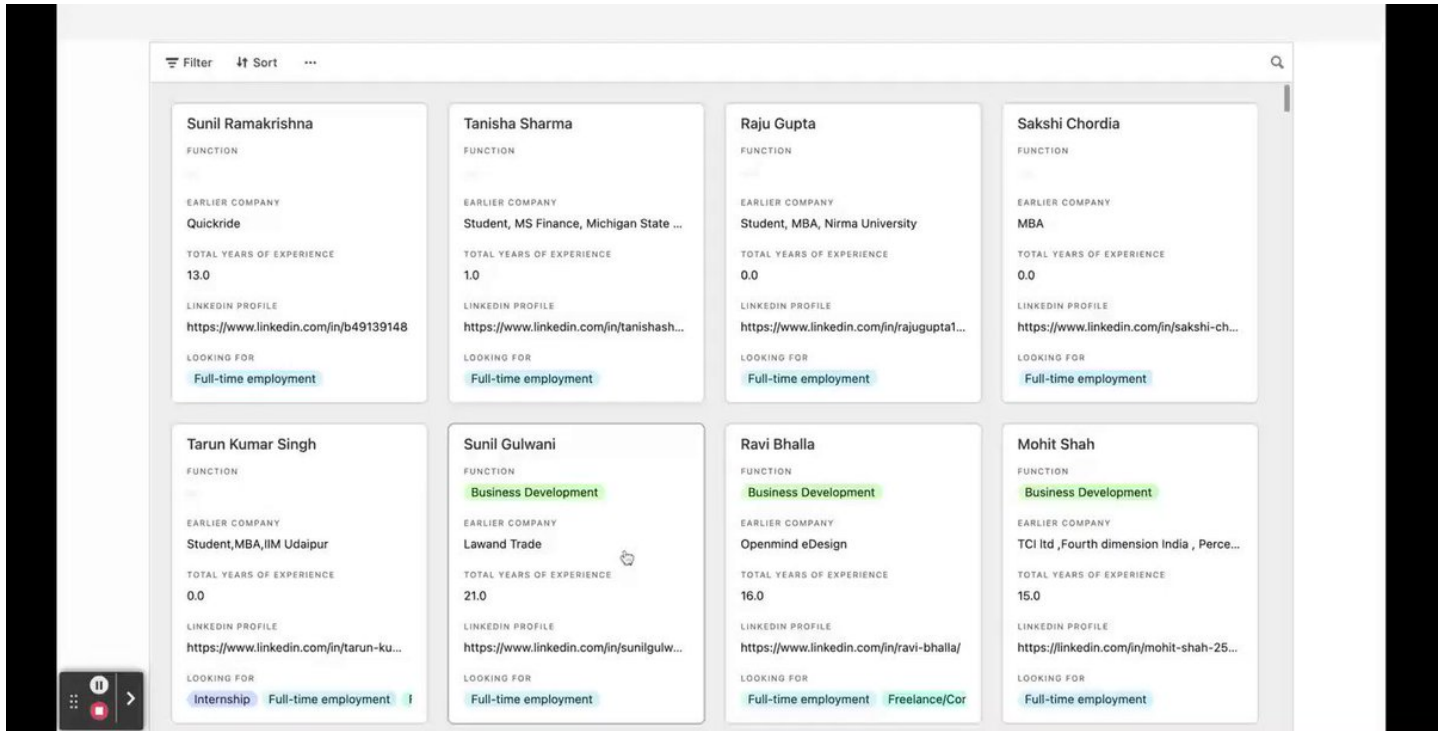 Filter Sort ...
Sunil Ramakrishna
FUNCTION
EARLIER COMPANY
Quickride
TOTAL YEARS OF EXPERIENCE
13.0
LINKEDIN PROFILE
https://www.linkedin.com/in/b49139148
LOOKING FOR
Full-time employment
Tanisha Sharma
FUNCTION
EARLIER COMPANY
Student, MS Finance, Michigan State ...
TOTAL YEARS OF EXPERIENCE
1.0
LINKEDIN PROFILE
https://www.linkedin.com/in/tanishash...
LOOKING FOR
Full-time employment
Raju Gupta
FUNCTION
EARLIER COMPANY
Student, MBA, Nirma University
TOTAL YEARS OF EXPERIENCE
0.0
LINKEDIN PROFILE
https://www.linkedin.com/in/rajugupta1...
LOOKING FOR
Full-time employment
Sakshi Chordia
FUNCTION
EARLIER COMPANY
MBA
TOTAL YEARS OF EXPERIENCE
0.0
LINKEDIN PROFILE
https://www.linkedin.com/in/sakshi-ch...
LOOKING FOR
Full-time employment
Tarun Kumar Singh
FUNCTION
EARLIER COMPANY
Student,MBA,IIM Udaipur
TOTAL YEARS OF EXPERIENCE
0.0
LINKEDIN PROFILE
https://www.linkedin.com/in/tarun-ku...
LOOKING FOR
Internship Full-time employment
Sunil Gulwani
FUNCTION
Business Development
EARLIER COMPANY
Lawand Trade
TOTAL YEARS OF EXPERIENCE
21.0
LINKEDIN PROFILE
https://www.linkedin.com/in/sunilgulw...
LOOKING FOR
Full-time employment
Ravi Bhalla
FUNCTION
Business Development
EARLIER COMPANY
Openmind eDesign
TOTAL YEARS OF EXPERIENCE
16.0
LINKEDIN PROFILE
https://www.linkedin.com/in/ravi-bhalla/
LOOKING FOR
Full-time employment Freelance/Cor
Mohit Shah
FUNCTION
Business Development
EARLIER COMPANY
TCI ltd ,Fourth dimension India , Perce...
TOTAL YEARS OF EXPERIENCE
15.0
LINKEDIN PROFILE
https://linkedin.com/in/mohit-shah-25...
LOOKING FOR
Full-time employment